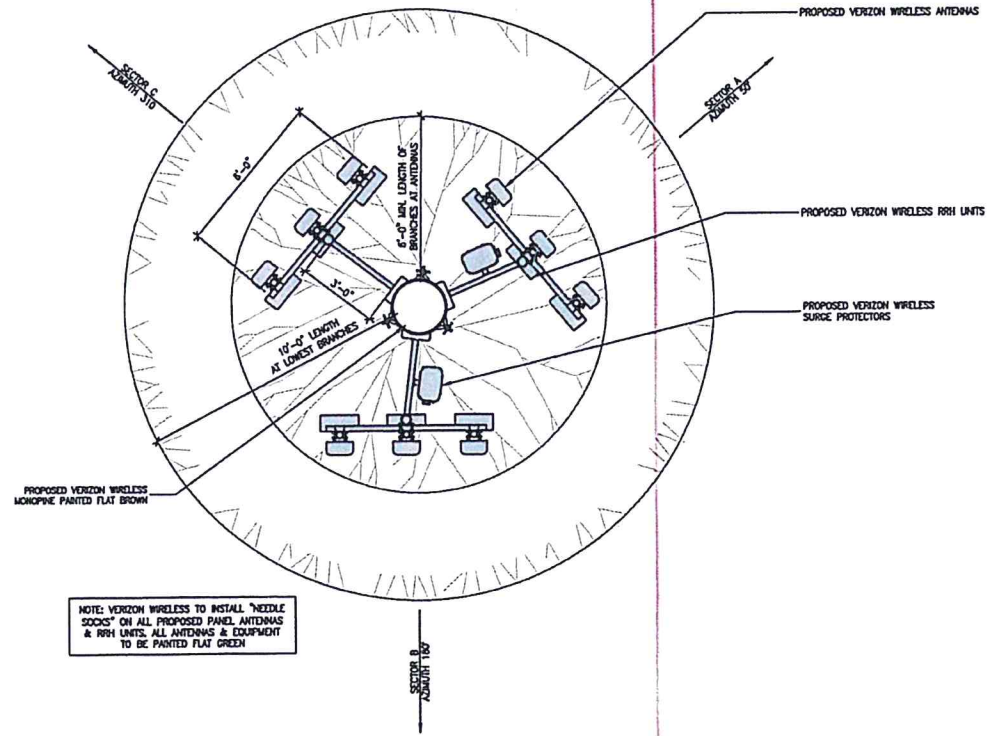 PROPOSED VERIZON WIRELESS ANTENNAS
SECTOR C
AZIMUTH 310
SECTOR A
AZIMUTH 50°
6'-0" MIN. LENGTH OF
BRANCHES AT ANTENNAS
PROPOSED VERIZON WIRELESS RRH UNITS
3'-0"
PROPOSED VERIZON WIRELESS
SURGE PROTECTORS
10'-0" LENGTH
AT LOWEST BRANCHES
PROPOSED VERIZON WIRELESS
MONOPINE PAINTED FLAT BROWN
NOTE: VERIZON WIRELESS TO INSTALL "NEEDLE
SOCKS" ON ALL PROPOSED PANEL ANTENNAS
& RRH UNITS. ALL ANTENNAS & EQUIPMENT
TO BE PAINTED FLAT GREEN
SECTOR B
AZIMUTH 180°